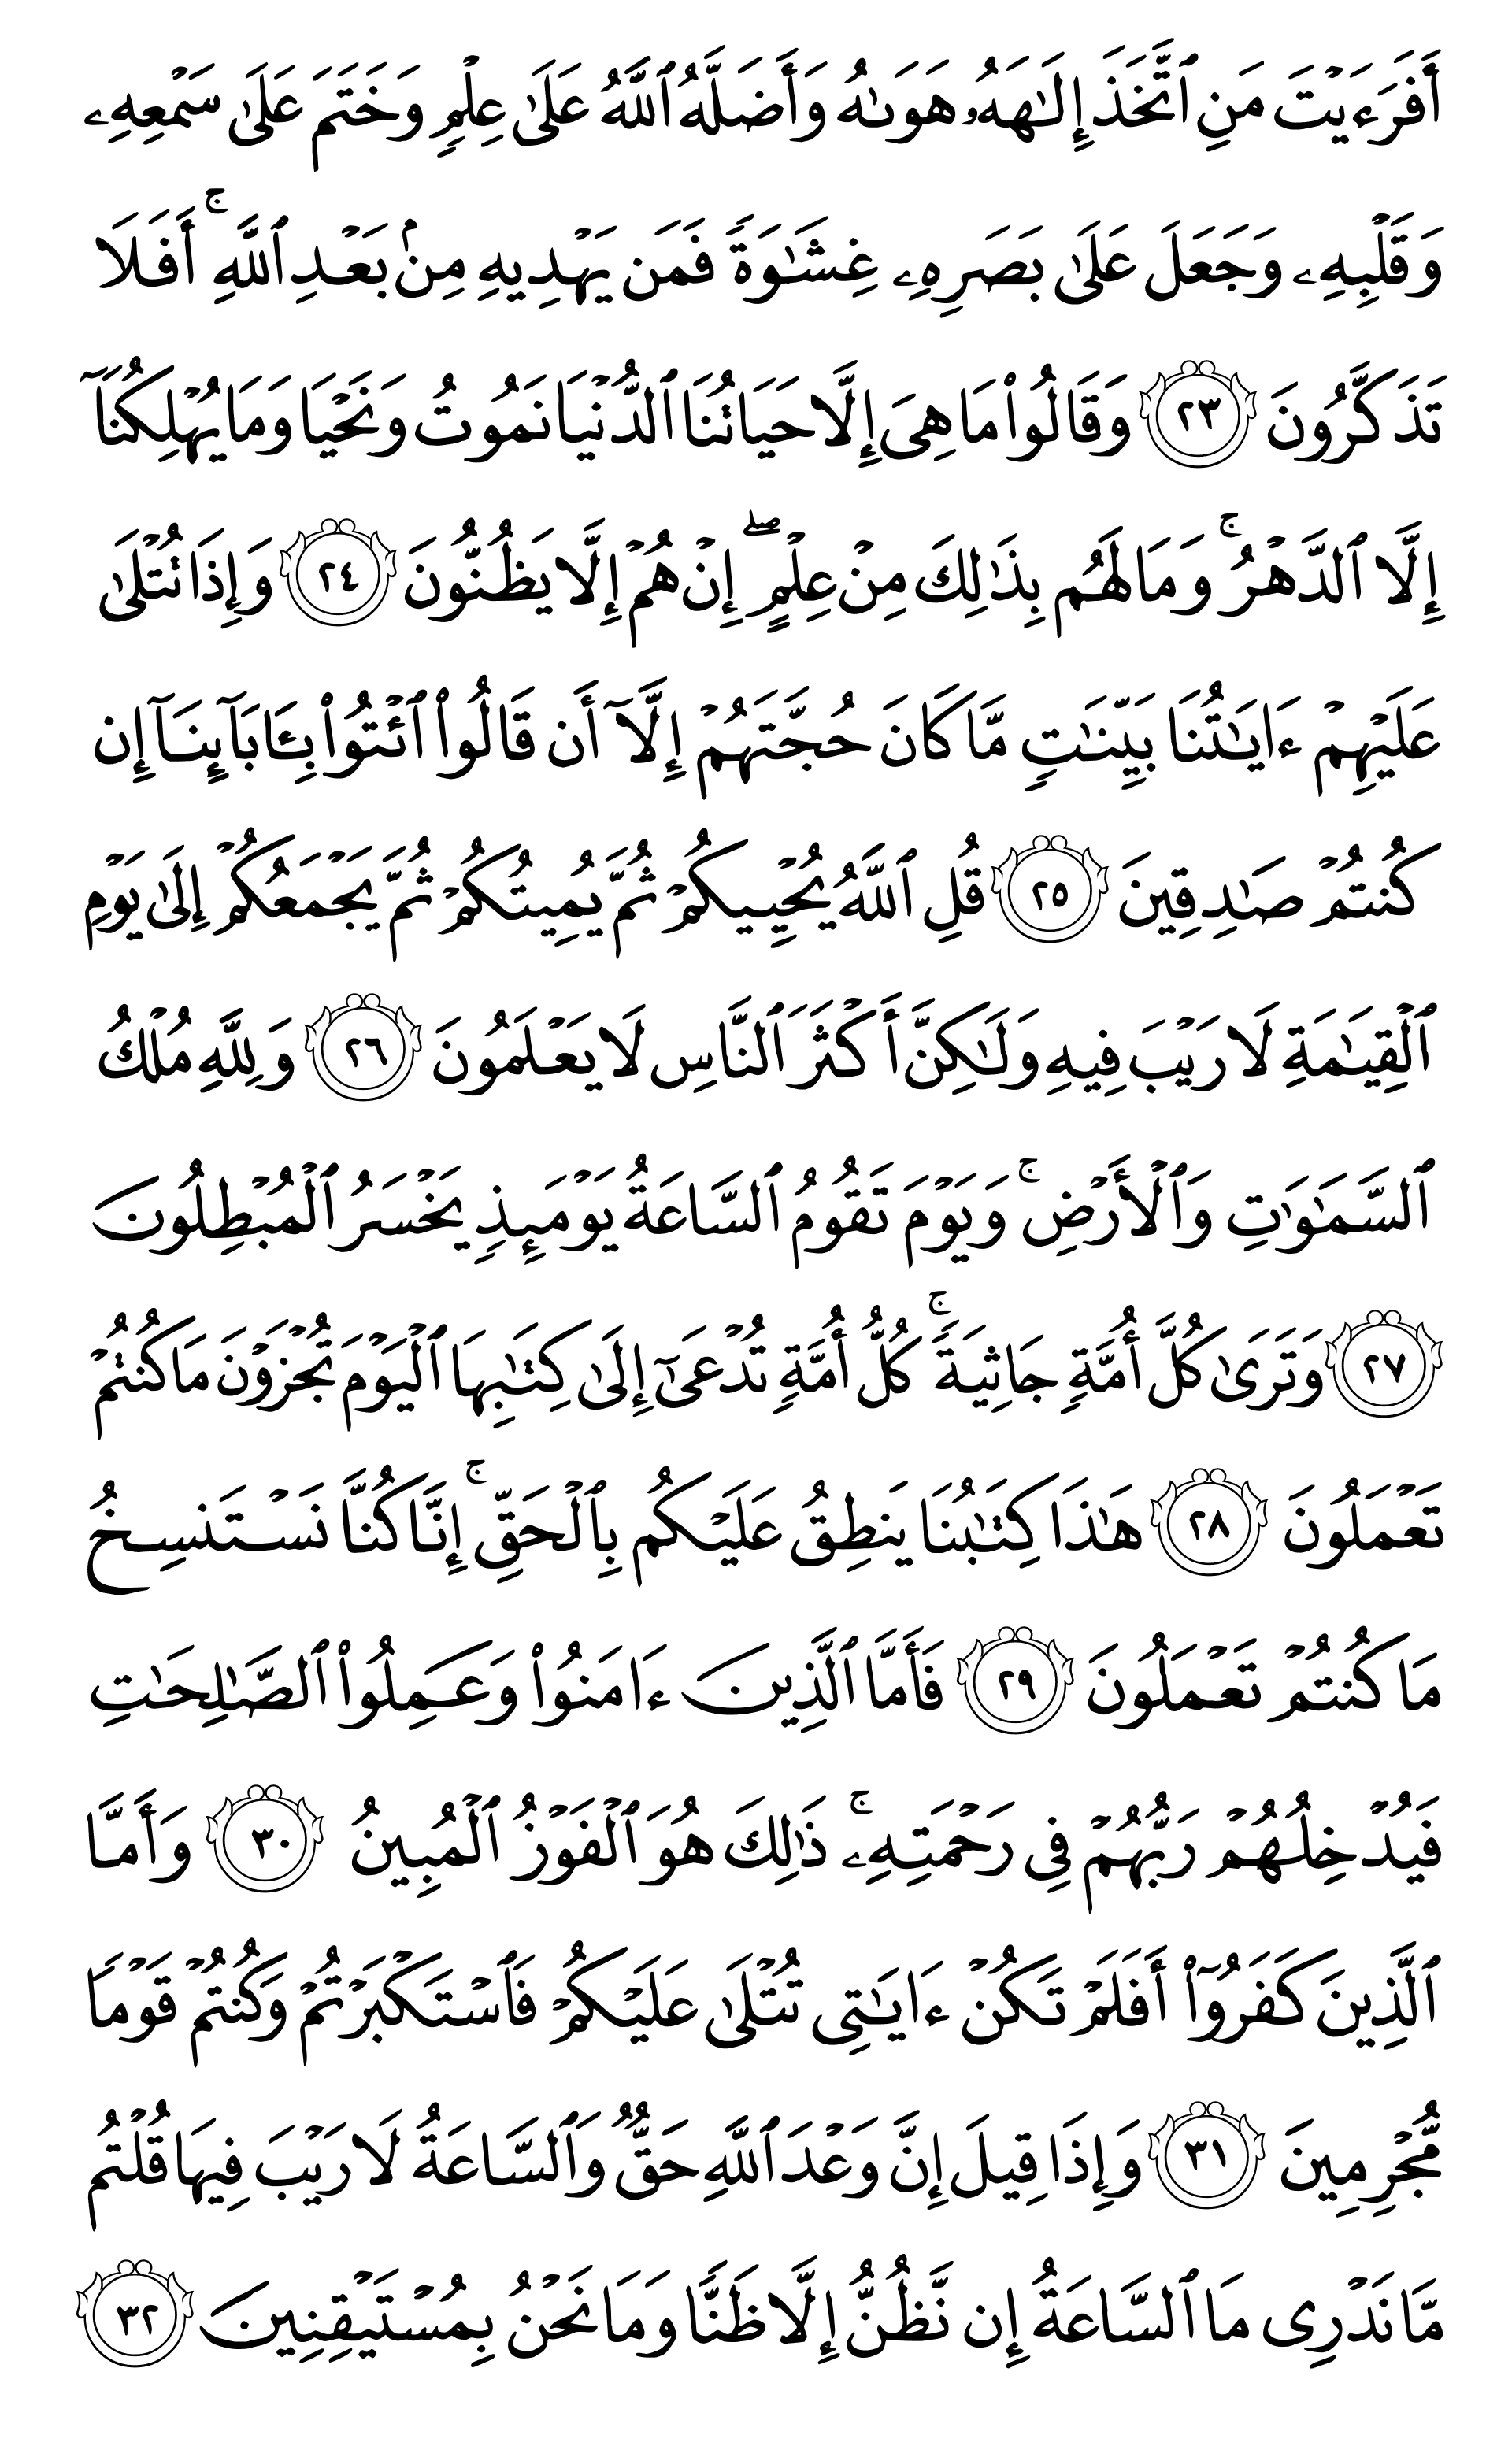 أَفَرَءَيۡتَ مَنِ ٱتَّخَذَ إِلَٰهَهُۥ هَوَىٰهُ وَأَضَلَّهُ ٱللَّهُ عَلَىٰ عِلۡمٖ وَخَتَمَ عَلَىٰ سَمۡعِهِۦ
وَقَلۡبِهِۦ وَجَعَلَ عَلَىٰ بَصَرِهِۦ غِشَٰوَةٗ فَمَن يَهۡدِيهِ مِنۢ بَعۡدِ ٱللَّهِۚ أَفَلَا
تَذَكَّرُونَ ٢٣ وَقَالُواْ مَا هِيَ إِلَّا حَيَاتُنَا ٱلدُّنۡيَا نَمُوتُ وَنَحۡيَا وَمَا يُهۡلِكُنَآ
إِلَّا ٱلدَّهۡرُۚ وَمَا لَهُم بِذَٰلِكَ مِنۡ عِلۡمٍۖ إِنۡ هُمۡ إِلَّا يَظُنُّونَ ٢٤ وَإِذَا تُتۡلَىٰ
عَلَيۡهِمۡ ءَايَٰتُنَا بَيِّنَٰتٖ مَّا كَانَ حُجَّتَهُمۡ إِلَّآ أَن قَالُواْ ٱئۡتُواْ بِـَٔابَآئِنَآ إِن
كُنتُمۡ صَٰدِقِينَ ٢٥ قُلِ ٱللَّهُ يُحۡيِيكُمۡ ثُمَّ يُمِيتُكُمۡ ثُمَّ يَجۡمَعُكُمۡ إِلَىٰ يَوۡمِ
ٱلۡقِيَٰمَةِ لَا رَيۡبَ فِيهِ وَلَٰكِنَّ أَكۡثَرَ ٱلنَّاسِ لَا يَعۡلَمُونَ ٢٦ وَلِلَّهِ مُلۡكُ
ٱلسَّمَٰوَٰتِ وَٱلۡأَرۡضِۚ وَيَوۡمَ تَقُومُ ٱلسَّاعَةُ يَوۡمَئِذٖ يَخۡسَرُ ٱلۡمُبۡطِلُونَ
٢٧ وَتَرَىٰ كُلَّ أُمَّةٖ جَاثِيَةٗۚ كُلُّ أُمَّةٖ تُدۡعَىٰٓ إِلَىٰ كِتَٰبِهَا ٱلۡيَوۡمَ تُجۡزَوۡنَ مَا كُنتُمۡ
تَعۡمَلُونَ ٢٨ هَٰذَا كِتَٰبُنَا يَنطِقُ عَلَيۡكُم بِٱلۡحَقِّۚ إِنَّا كُنَّا نَسۡتَنسِخُ
مَا كُنتُمۡ تَعۡمَلُونَ ٢٩ فَأَمَّا ٱلَّذِينَ ءَامَنُواْ وَعَمِلُواْ ٱلصَّٰلِحَٰتِ
فَيُدۡخِلُهُمۡ رَبُّهُمۡ فِي رَحۡمَتِهِۦۚ ذَٰلِكَ هُوَ ٱلۡفَوۡزُ ٱلۡمُبِينُ ٣٠ وَأَمَّا
ٱلَّذِينَ كَفَرُوٓاْ أَفَلَمۡ تَكُنۡ ءَايَٰتِي تُتۡلَىٰ عَلَيۡكُمۡ فَٱسۡتَكۡبَرۡتُمۡ وَكُنتُمۡ قَوۡمٗا
مُّجۡرِمِينَ ٣١ وَإِذَا قِيلَ إِنَّ وَعۡدَ ٱللَّهِ حَقّٞ وَٱلسَّاعَةُ لَا رَيۡبَ فِيهَا قُلۡتُم
مَّا نَدۡرِي مَا ٱلسَّاعَةُ إِن نَّظُنُّ إِلَّا ظَنّٗا وَمَا نَحۡنُ بِمُسۡتَيۡقِنِينَ ٣٢